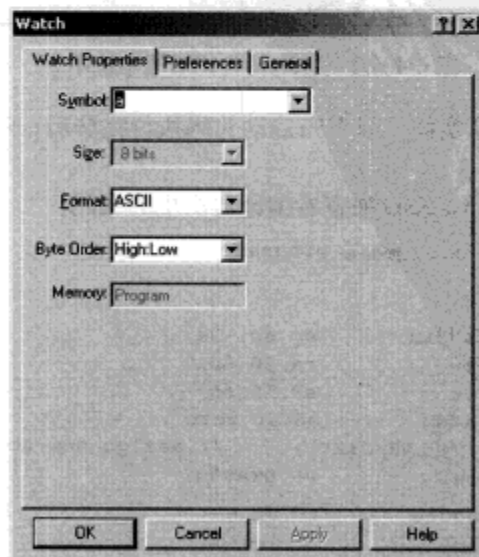 Watch
Watch Properties Preferences General
Symbol: a
Size: 8 bits
Format: ASCII
Byte Order: High:Low
Memory: Program
OK Cancel Apply Help